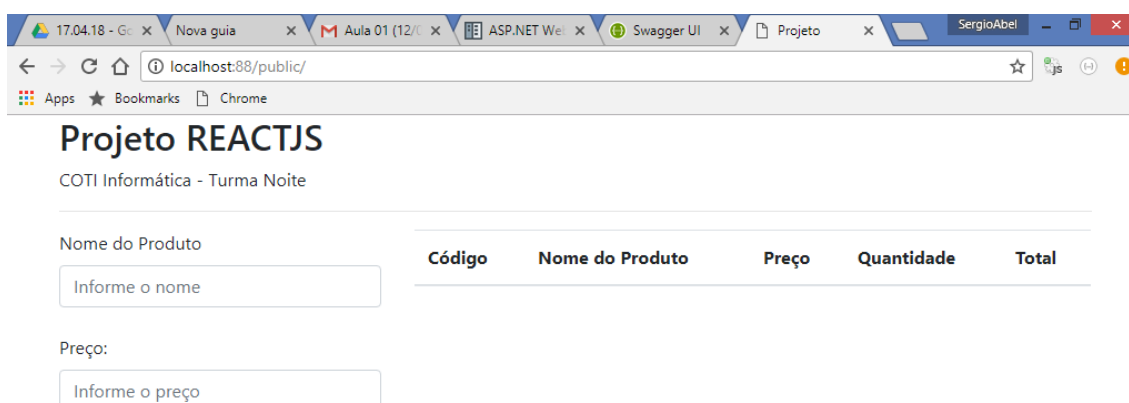 17.04.18 - Gc
Nova guia
Aula 01 (12/0
ASP.NET Wel
Swagger UI
Projeto
SergioAbel
localhost:88/public/
js
Apps
Bookmarks
Chrome
Projeto REACTJS
COTI Informática - Turma Noite
Nome do Produto
Informe o nome
Preço:
Informe o preço
Código Nome do Produto Preço Quantidade Total